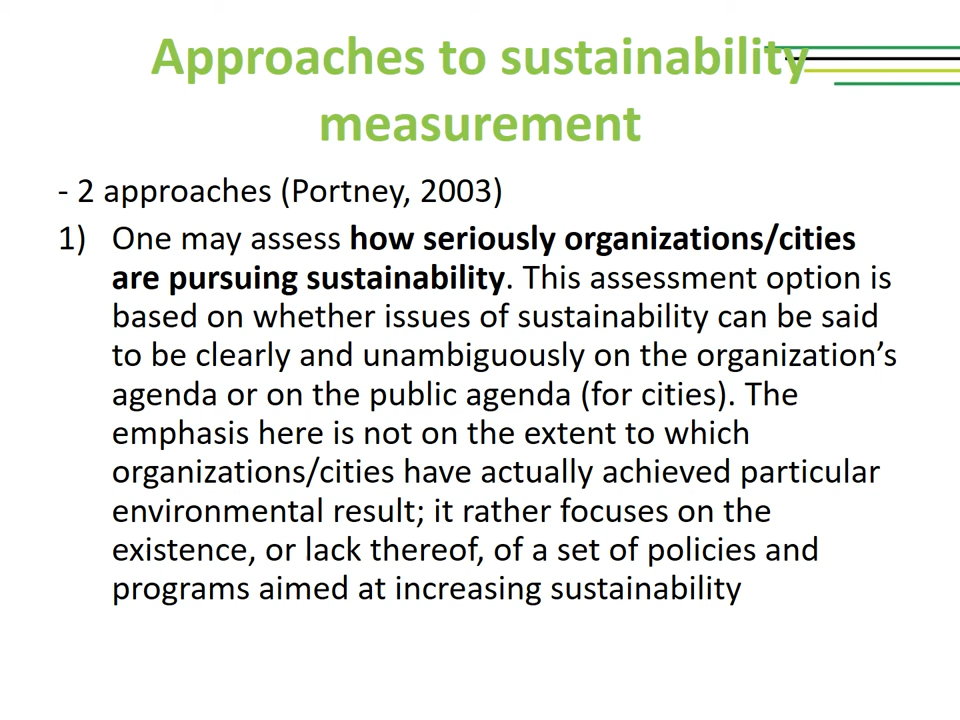 Approaches to sustainability
measurement
- 2 approaches (Portney, 2003)
1) One may assess how seriously organizations/cities
are pursuing sustainability. This assessment option is
based on whether issues of sustainability can be said
to be clearly and unambiguously on the organization’s
agenda or on the public agenda (for cities). The
emphasis here is not on the extent to which
organizations/cities have actually achieved particular
environmental result; it rather focuses on the
existence, or lack thereof, of a set of policies and
programs aimed at increasing sustainability